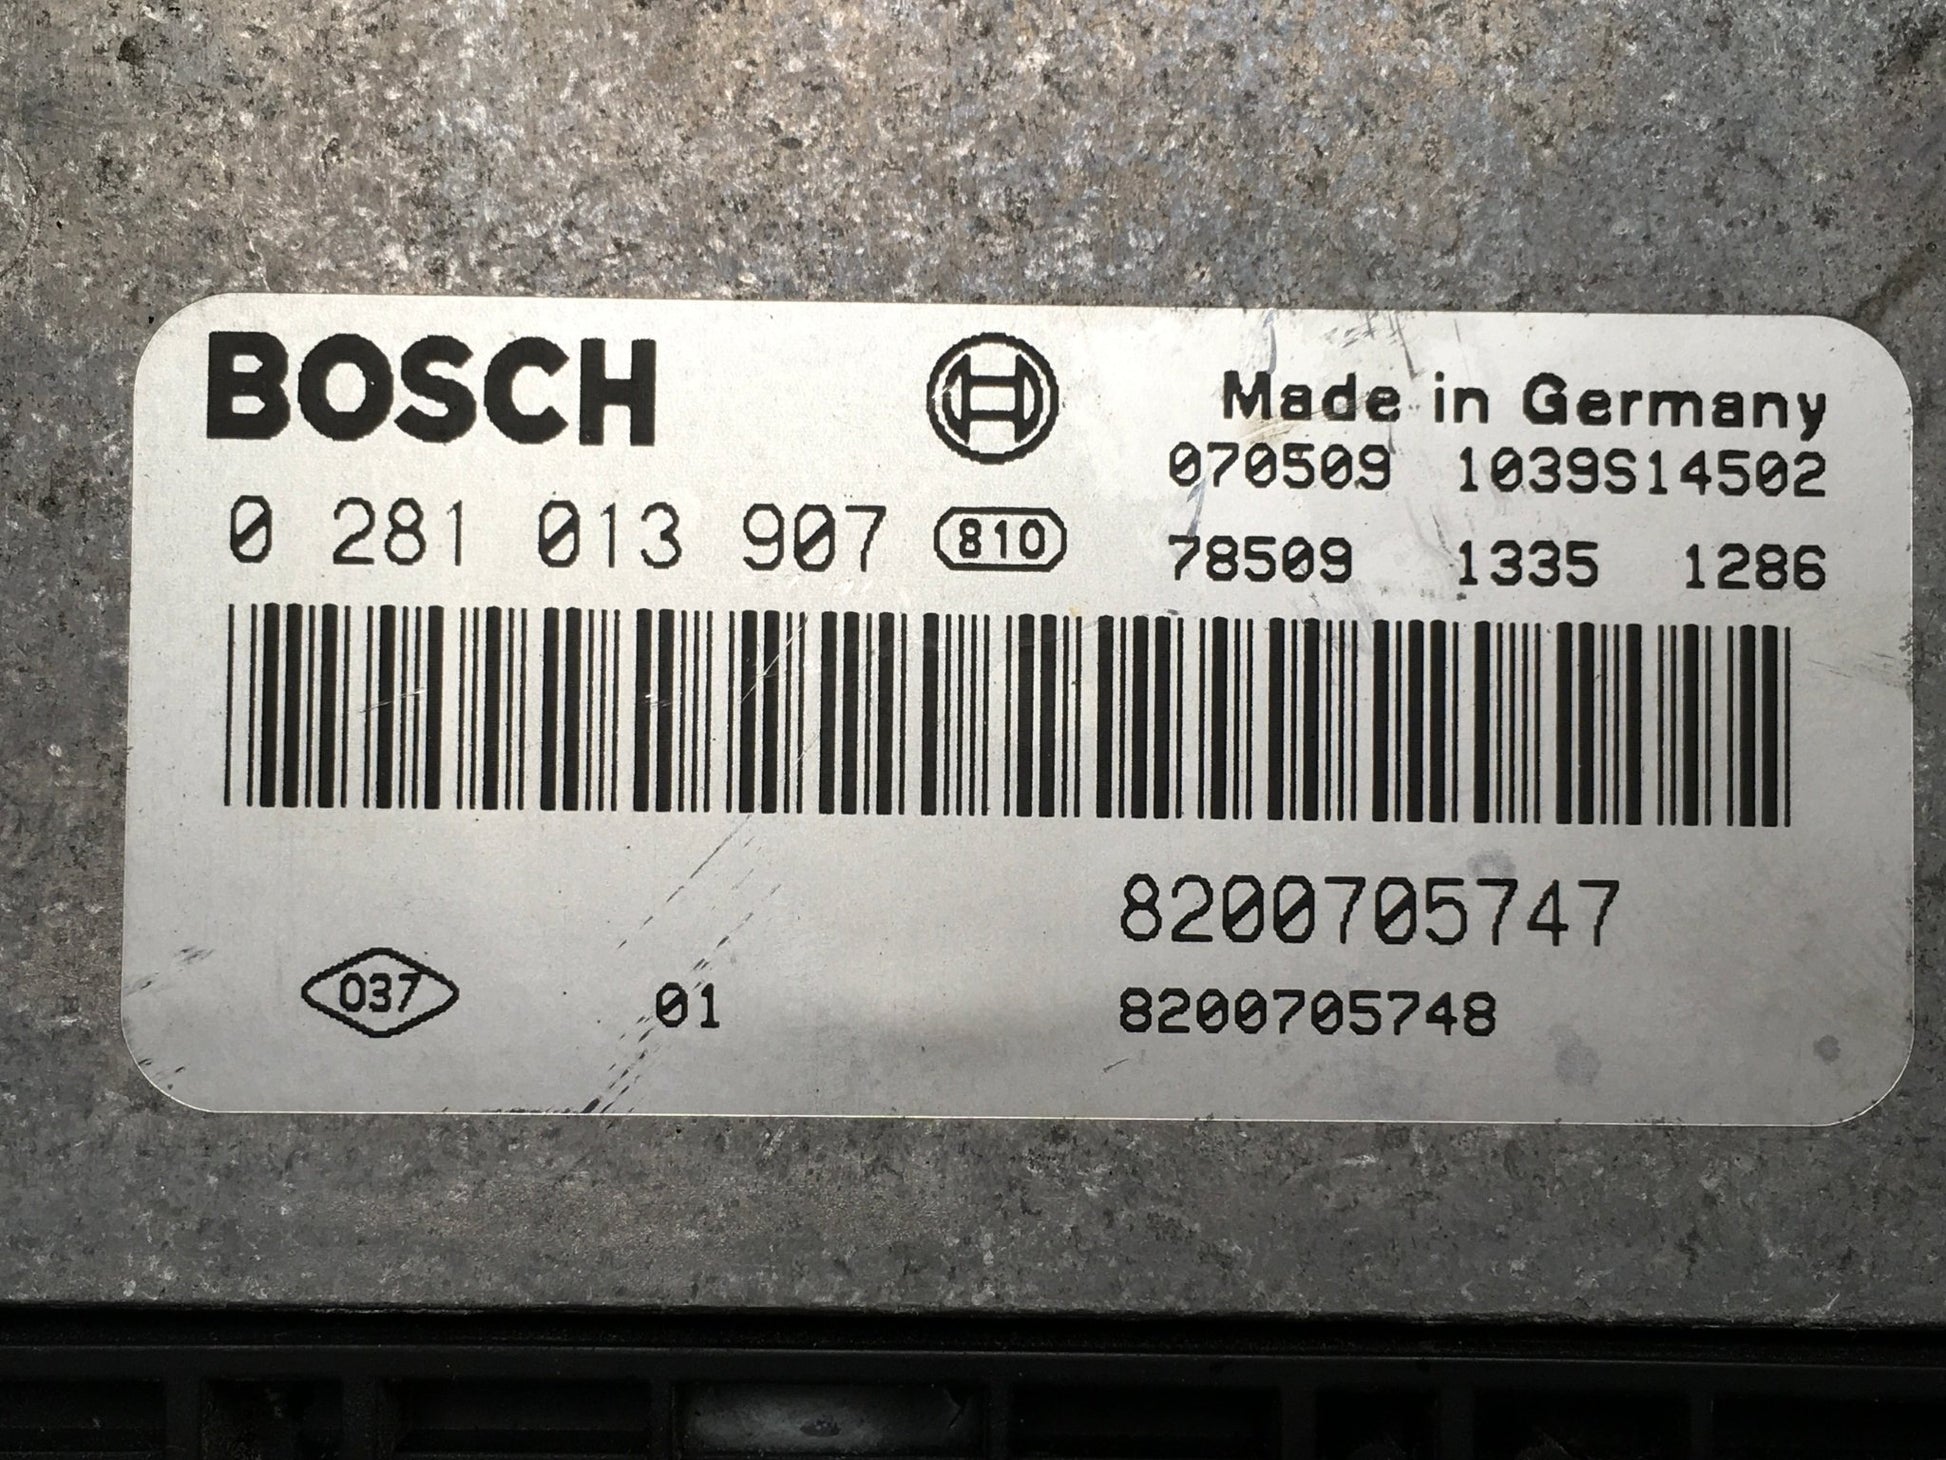 BOSCH
Made in Germany
070509 1039S14502
0 281 013 907 810
78509 1335 1286
8200705747
037 01 8200705748